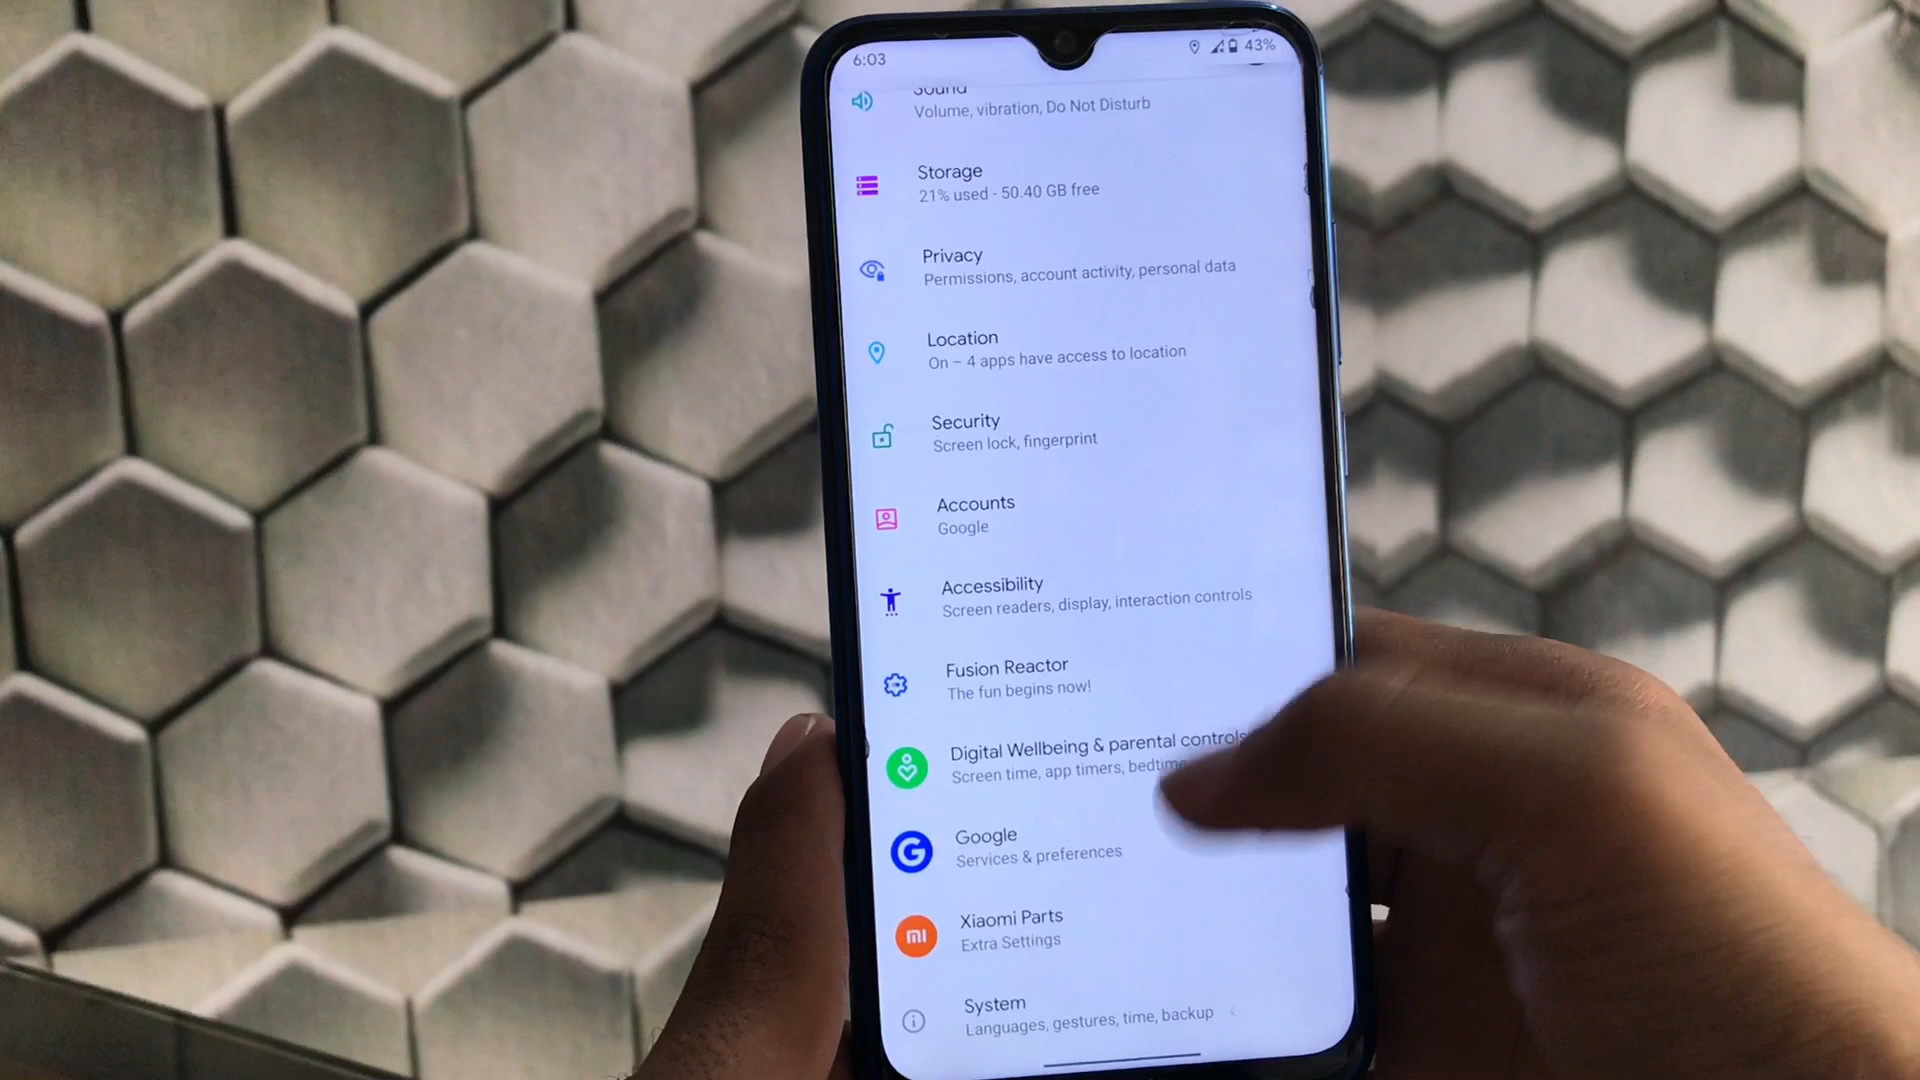 6:03
43%
Sound
Volume, vibration, Do Not Disturb
Storage
21% used - 50.40 GB free
Privacy
Permissions, account activity, personal data
Location
On – 4 apps have access to location
Security
Screen lock, fingerprint
Accounts
Google
Accessibility
Screen readers, display, interaction controls
Fusion Reactor
The fun begins now!
Digital Wellbeing & parental controls
Screen time, app timers, bedtime
G
Google
Services & preferences
mi
Xiaomi Parts
Extra Settings
System
Languages, gestures, time, backup